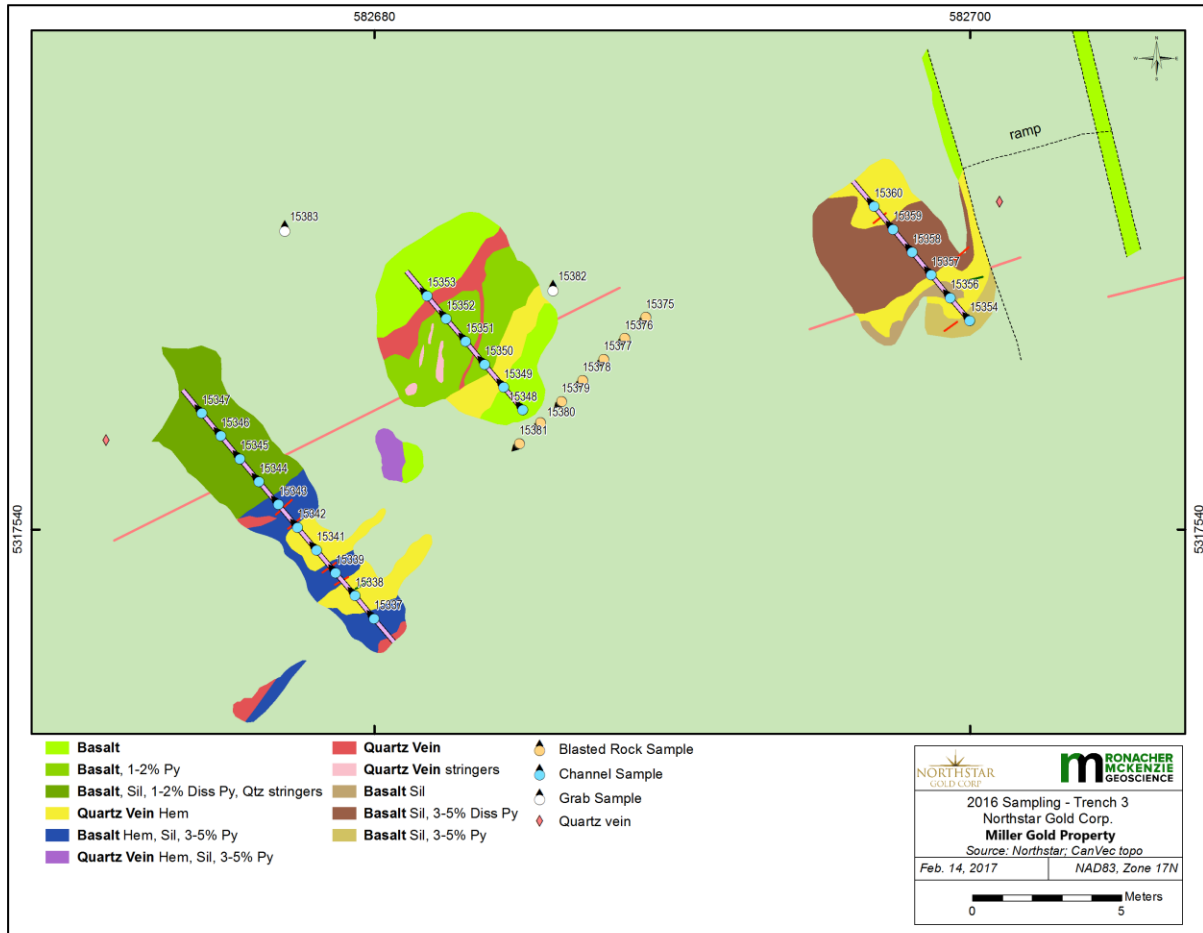 582680
582700
N
W
E
S
ramp
15383
15360
15359
15358
15357
15356
15354
15382
15353
15352
15351
15350
15349
15348
15375
15376
15377
15378
15379
15380
15381
15347
15346
15345
15344
15343
15342
15341
15339
15338
15337
5317540
5317540
Basalt
Basalt, 1-2% Py
Basalt, Sil, 1-2% Diss Py, Qtz stringers
Quartz Vein Hem
Basalt Hem, Sil, 3-5% Py
Quartz Vein Hem, Sil, 3-5% Py
Quartz Vein
Quartz Vein stringers
Basalt Sil
Basalt Sil, 3-5% Diss Py
Basalt Sil, 3-5% Py
Blasted Rock Sample
Channel Sample
Grab Sample
Quartz vein
NORTHSTAR
GOLD CORP
RONACHER
MCKENZIE
GEOSCIENCE
2016 Sampling - Trench 3
Northstar Gold Corp.
Miller Gold Property
Source: Northstar; CanVec topo
Feb. 14, 2017
NAD83, Zone 17N
Meters
0
5